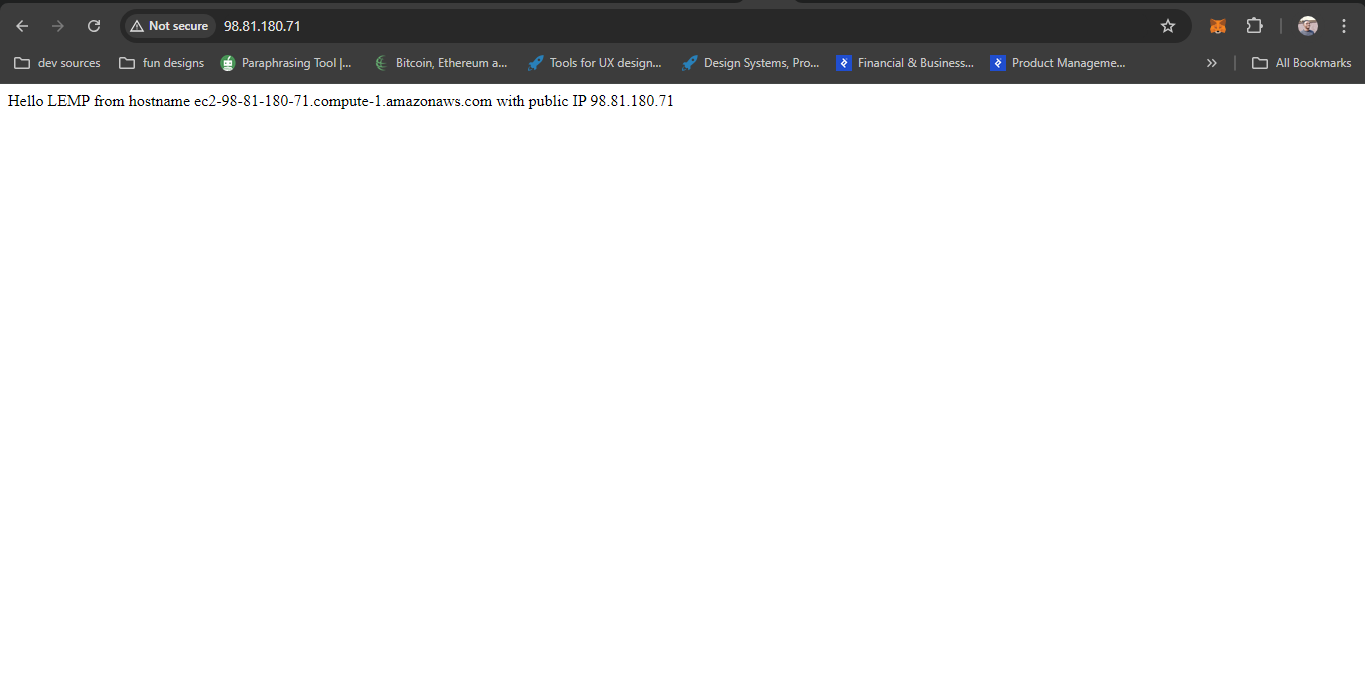 Not secure 98.81.180.71
dev sources fun designs Paraphrasing Tool |... Bitcoin, Ethereum a... Tools for UX design... Design Systems, Pro... Financial & Business... Product Manageme... All Bookmarks
Hello LEMP from hostname ec2-98-81-180-71.compute-1.amazonaws.com with public IP 98.81.180.71